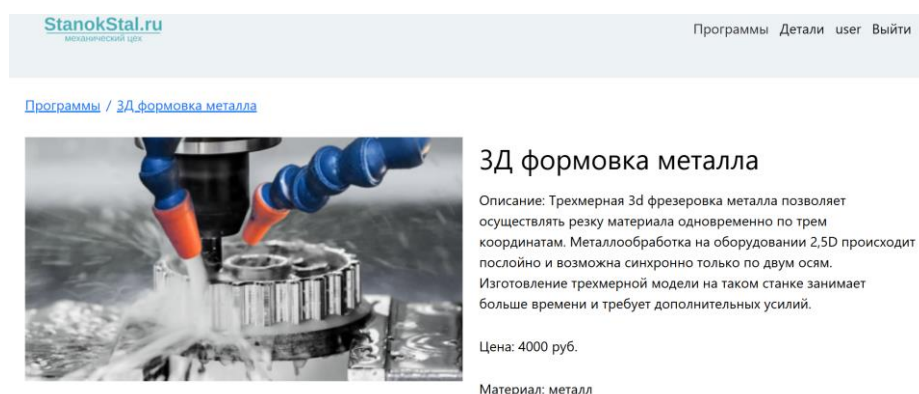 StanokStal.ru
механический цех
Программы Детали user Выйти
Программы / 3Д формовка металла
3Д формовка металла
Описание: Трехмерная 3d фрезеровка металла позволяет
осуществлять резку материала одновременно по трем
координатам. Металлообработка на оборудовании 2,5D происходит
послойно и возможна синхронно только по двум осям.
Изготовление трехмерной модели на таком станке занимает
больше времени и требует дополнительных усилий.
Цена: 4000 руб.
Материал: металл